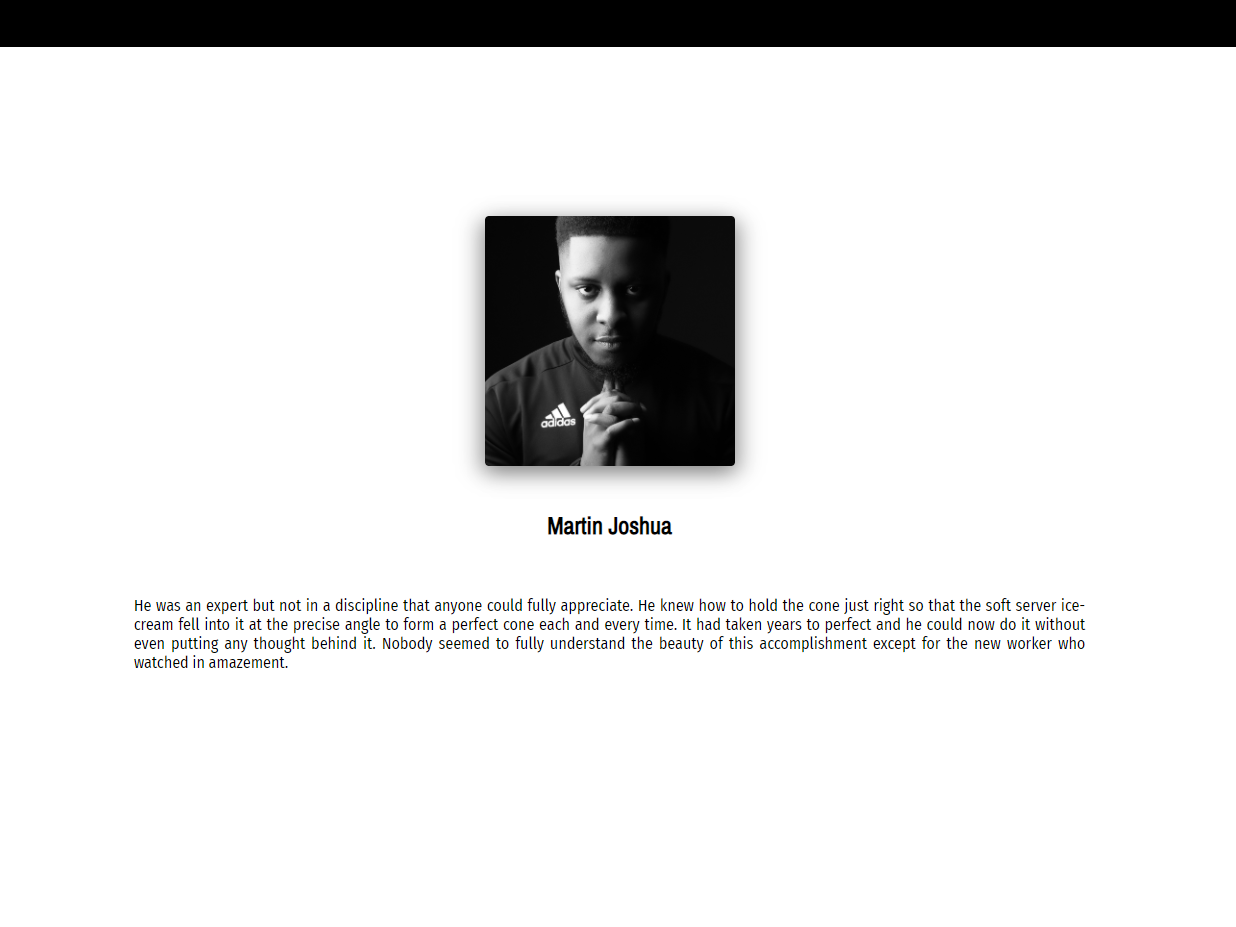 adidas
Martin Joshua
He was an expert but not in a discipline that anyone could fully appreciate. He knew how to hold the cone just right so that the soft server ice-
cream fell into it at the precise angle to form a perfect cone each and every time. It had taken years to perfect and he could now do it without
even putting any thought behind it. Nobody seemed to fully understand the beauty of this accomplishment except for the new worker who
watched in amazement.